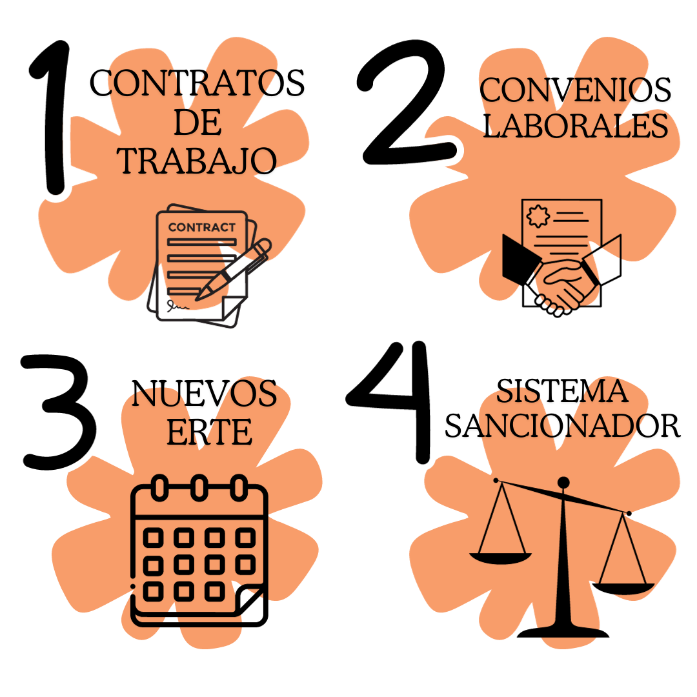 1
CONTRATOS
DE
TRABAJO
CONTRACT
2
CONVENIOS
LABORALES
3
NUEVOS
ERTE
4
SISTEMA
SANCIONADOR